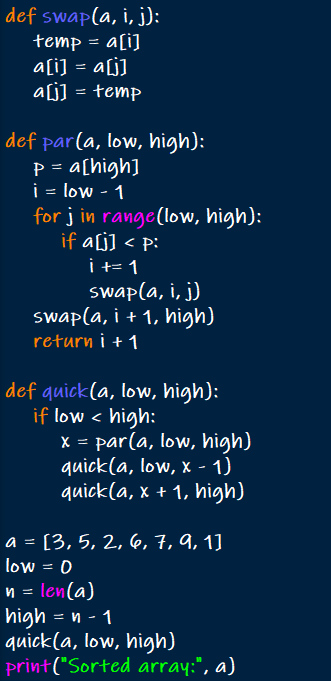 def swap(a, i, j):
    temp = a[i]
    a[i] = a[j]
    a[j] = temp

def par(a, low, high):
    p = a[high]
    i = low - 1
    for j in range(low, high):
        if a[j] < p:
            i += 1
            swap(a, i, j)
    swap(a, i + 1, high)
    return i + 1

def quick(a, low, high):
    if low < high:
        x = par(a, low, high)
        quick(a, low, x - 1)
        quick(a, x + 1, high)

a = [3, 5, 2, 6, 7, 9, 1]
low = 0
n = len(a)
high = n - 1
quick(a, low, high)
print("Sorted array:", a)